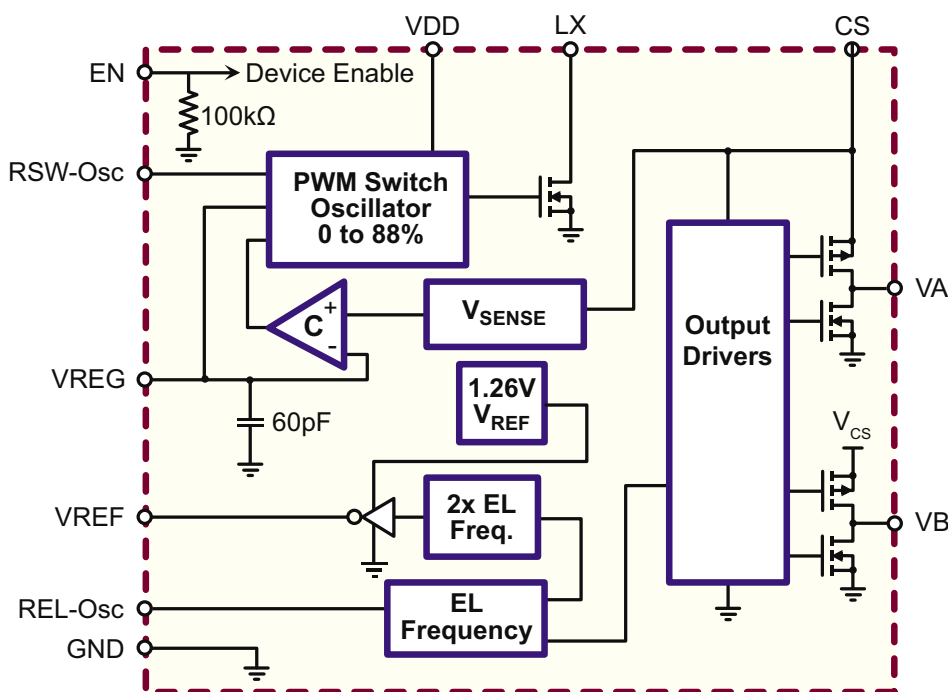 VDD
LX
CS
EN
Device Enable
100kΩ
RSW-Osc
PWM Switch
Oscillator
0 to 88%
C
+
-
VSENSE
Output
Drivers
VA
VREG
60pF
1.26V
VREF
VCS
VREF
2x EL
Freq.
VB
REL-Osc
EL
Frequency
GND